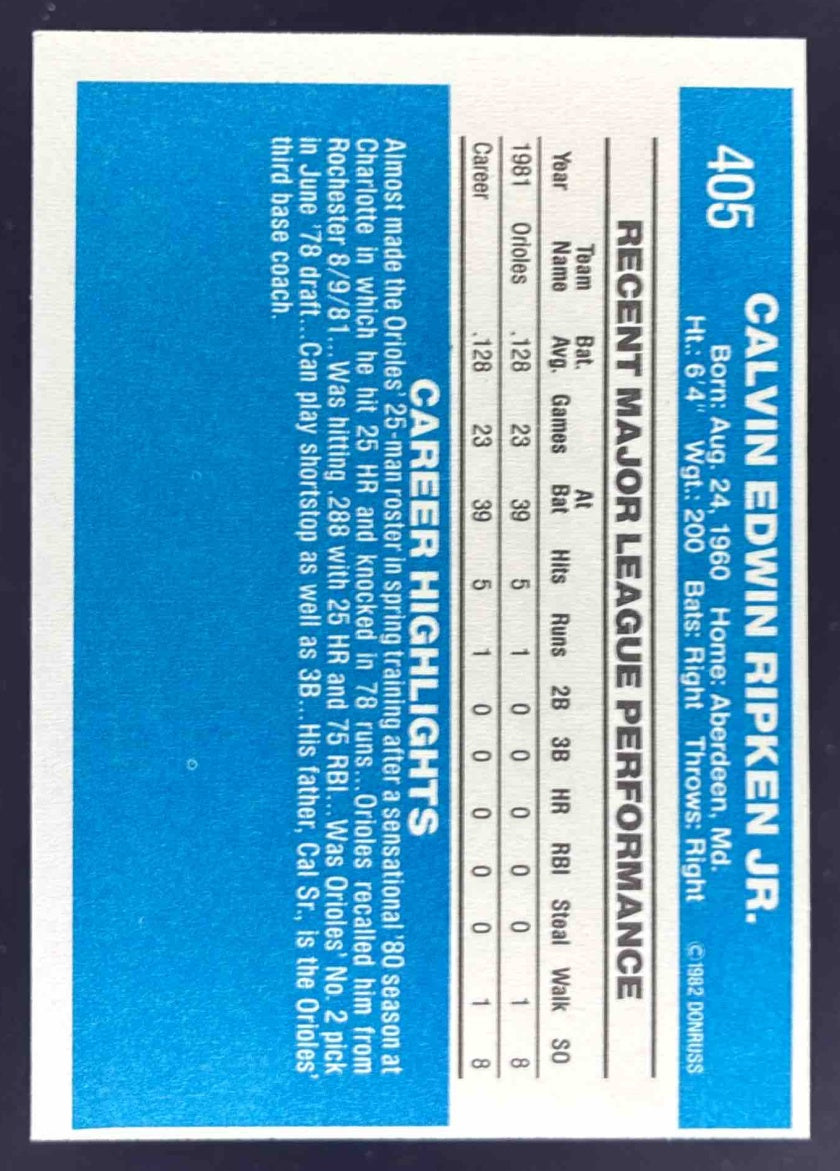 405
CALVIN EDWIN RIPKEN JR.
Born: Aug. 24, 1960 Home: Aberdeen, Md.
Ht.: 6'4" Wgt.: 200 Bats: Right Throws: Right
©1982 DONRUSS
RECENT MAJOR LEAGUE PERFORMANCE
Year Team Name Bat. Avg. Games At Bat Hits Runs 2B 3B HR RBI Steal Walk SO
1981 Orioles .128 23 39 5 1 0 0 0 0 0 1 8
Career .128 23 39 5 1 0 0 0 0 0 1 8
CAREER HIGHLIGHTS
Almost made the Orioles' 25-man roster in spring training after a sensational '80 season at
Charlotte in which he hit 25 HR and knocked in 78 runs...Orioles recalled him from
Rochester 8/9/81...Was hitting .288 with 25 HR and 75 RBI...Was Orioles' No. 2 pick
in June '78 draft...Can play shortstop as well as 3B...His father, Cal Sr., is the Orioles'
third base coach.